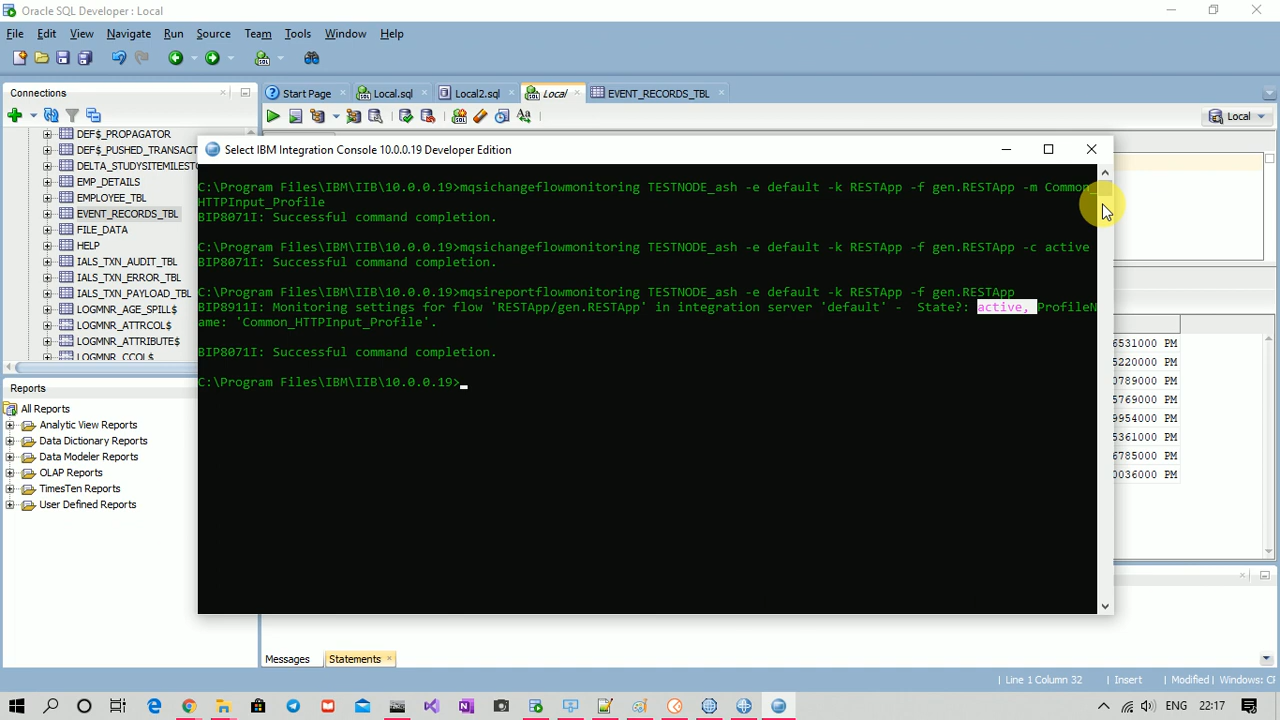 Oracle SQL Developer: Local
File Edit View Navigate Run Source Team Tools Window Help
Connections
Start Page
Local.sql
Local2.sql
Local
EVENT_RECORDS_TBL
Local
DEF$_PROPAGATOR
DEF$_PUSHED_TRANSACT
DELTA_STUDYSITEMILEST
EMP_DETAILS
EMPLOYEE_TBL
EVENT_RECORDS_TBL
FILE_DATA
HELP
IALS_TXN_AUDIT_TBL
IALS_TXN_ERROR_TBL
IALS_TXN_PAYLOAD_TBL
LOGMNR_AGE_SPILL$
LOGMNR_ATTRCOL$
LOGMNR_ATTRIBUTE$
LOGMNR_CCOL$
Select IBM Integration Console 10.0.0.19 Developer Edition
C:\Program Files\IBM\IIB\10.0.0.19>mqsichangeflowmonitoring TESTNODE_ash -e default -k RESTApp -f gen.RESTApp -m Common_
HTTPInput_Profile
BIP8071I: Successful command completion.
C:\Program Files\IBM\IIB\10.0.0.19>mqsichangeflowmonitoring TESTNODE_ash -e default -k RESTApp -f gen.RESTApp -c active
BIP8071I: Successful command completion.
C:\Program Files\IBM\IIB\10.0.0.19>mqsireportflowmonitoring TESTNODE_ash -e default -k RESTApp -f gen.RESTApp
BIP8911I: Monitoring settings for flow 'RESTApp/gen.RESTApp' in integration server 'default' - State?: active, ProfileN
ame: 'Common_HTTPInput_Profile'.
BIP8071I: Successful command completion.
C:\Program Files\IBM\IIB\10.0.0.19>
6531000 PM
5220000 PM
0789000 PM
5769000 PM
9954000 PM
5361000 PM
6785000 PM
0036000 PM
Reports
All Reports
Analytic View Reports
Data Dictionary Reports
Data Modeler Reports
OLAP Reports
TimesTen Reports
User Defined Reports
Messages
Statements
Line 1 Column 32
Insert
Modified
Windows: CF
ENG
22:17